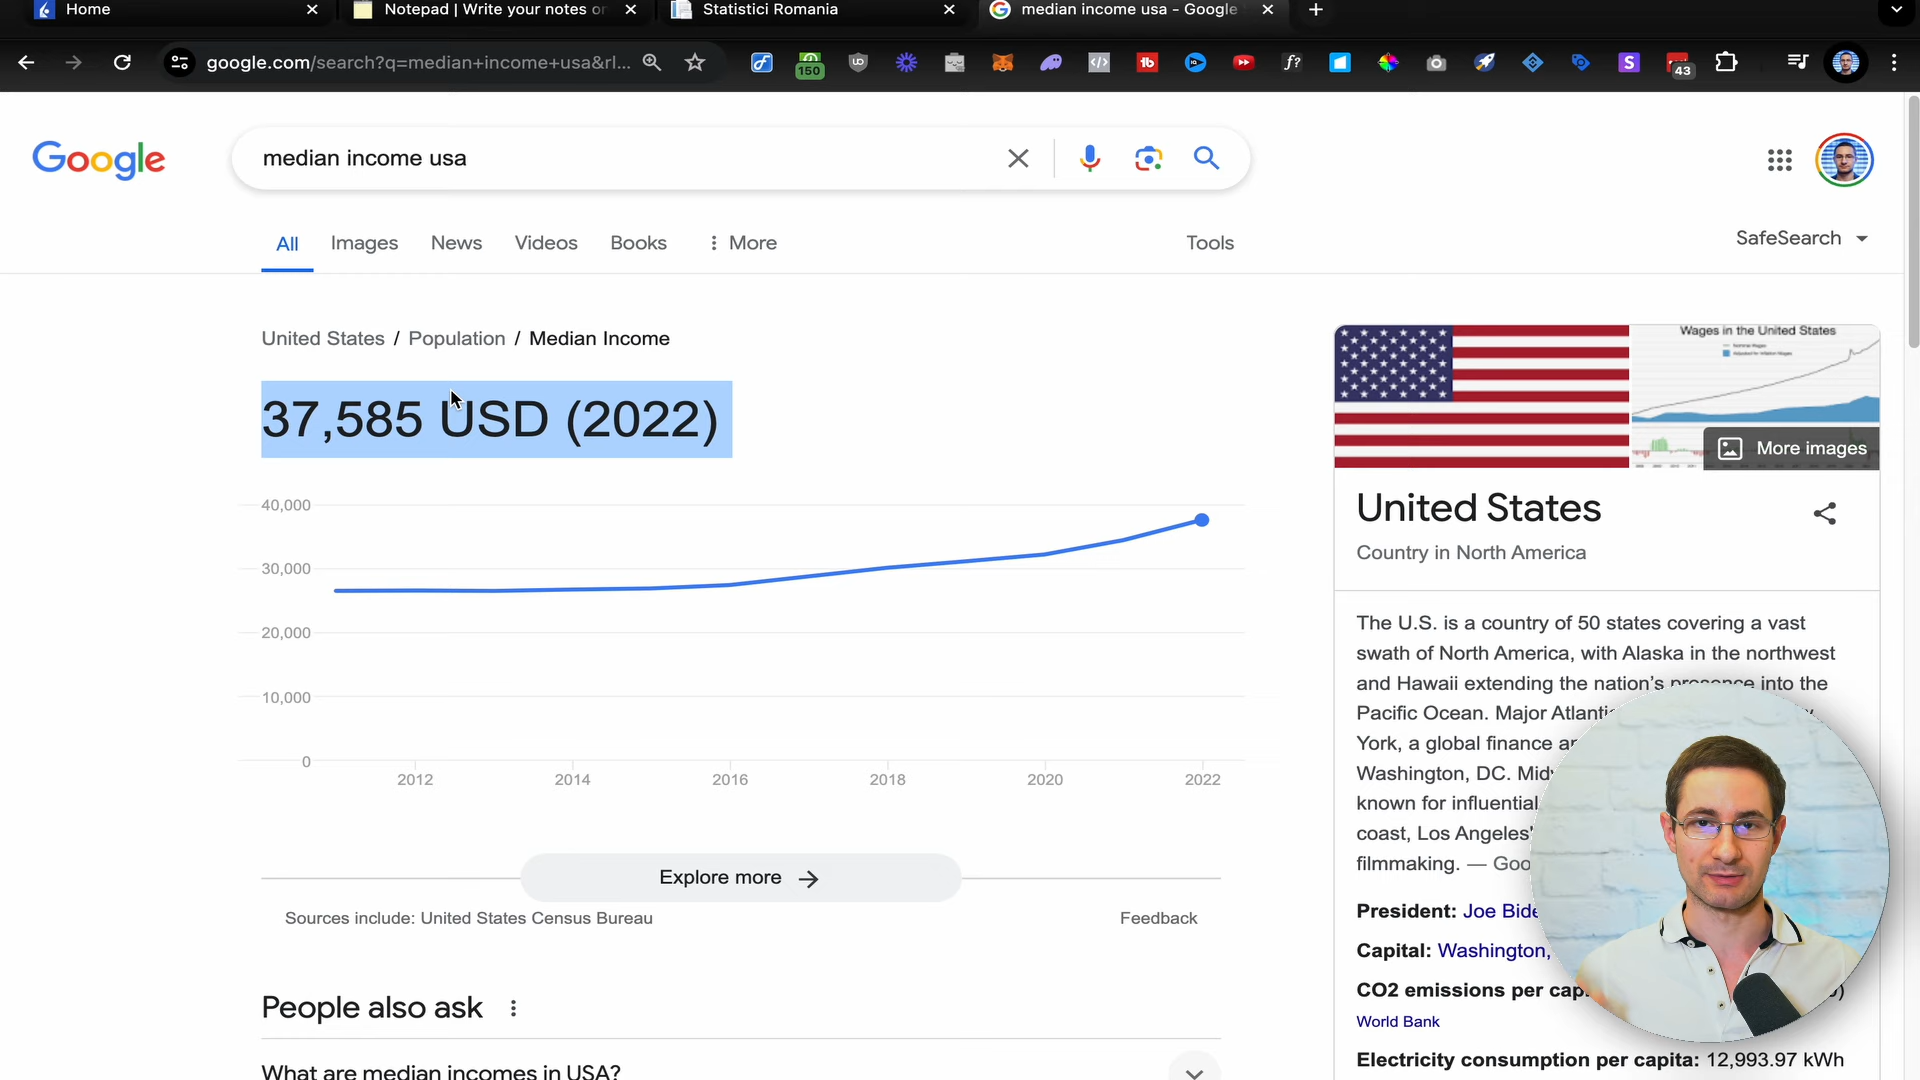 Home
Notepad | Write your notes on
Statistici Romania
median income usa - Google
google.com/search?q=median+income+usa&rl...
150
43
Google
median income usa
All
Images
News
Videos
Books
More
Tools
SafeSearch
United States / Population / Median Income
37,585 USD (2022)
40,000
30,000
20,000
10,000
0
2012
2014
2016
2018
2020
2022
Explore more
Sources include: United States Census Bureau
Feedback
People also ask
What are median incomes in USA?
Wages in the United States
More images
United States
Country in North America
The U.S. is a country of 50 states covering a vast
swath of North America, with Alaska in the northwest
and Hawaii extending the nation's presence into the
Pacific Ocean. Major Atlantic
York, a global finance
Washington, DC.
known for influential
coast, Los Angeles'
filmmaking. —
President: Joe
Capital: Washington,
CO2 emissions per
World Bank
Electricity consumption per capita: 12,993.97 kWh